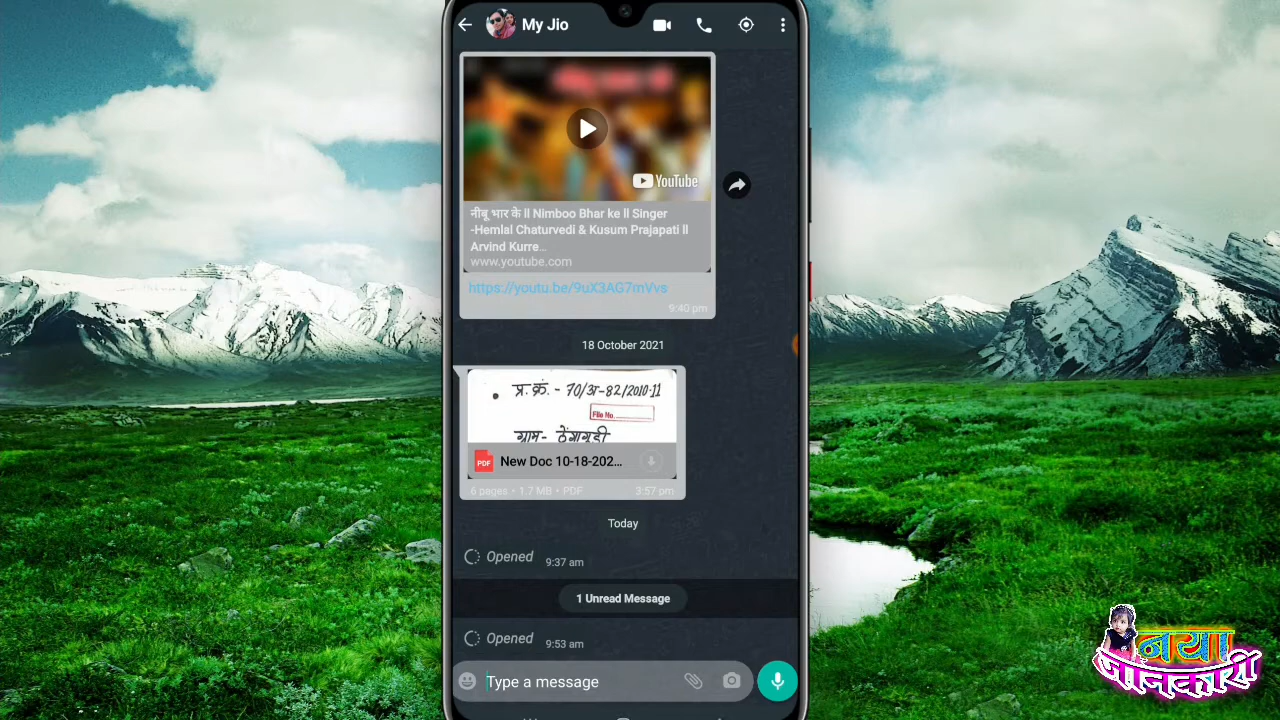 My Jio
YouTube
नीबू भार के ll Nimboo Bhar ke ll Singer
-Hemlal Chaturvedi & Kusum Prajapati ll
Arvind Kurre...
www.youtube.com
https://youtu.be/9uX3AG7mVvs
9:40 pm
18 October 2021
प्र. क्रं. - 70/अ-82/2010-11
File No.
ग्राम- ठेंगागुडी
PDF New Doc 10-18-202...
6 pages • 1.7 MB • PDF 3:57 pm
Today
Opened 9:37 am
1 Unread Message
Opened 9:53 am
Type a message
नया
जानकारी